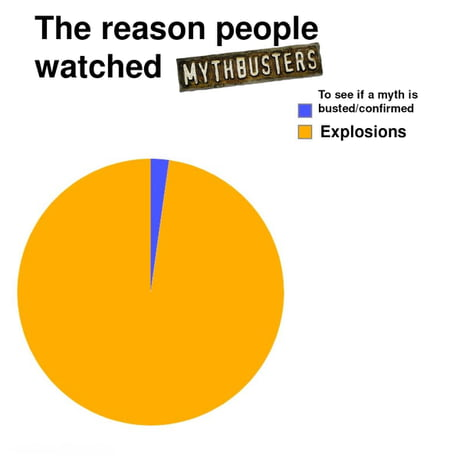 The reason people
watched MYTHBUSTERS
To see if a myth is
busted/confirmed
Explosions